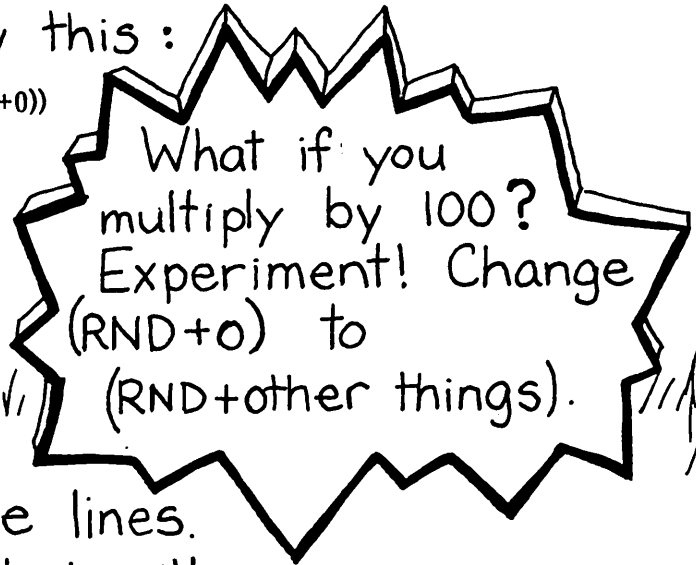 this :
+0))
What if you
multiply by 100?
Experiment! Change
(RND+0) to
(RND+other things).
e lines.